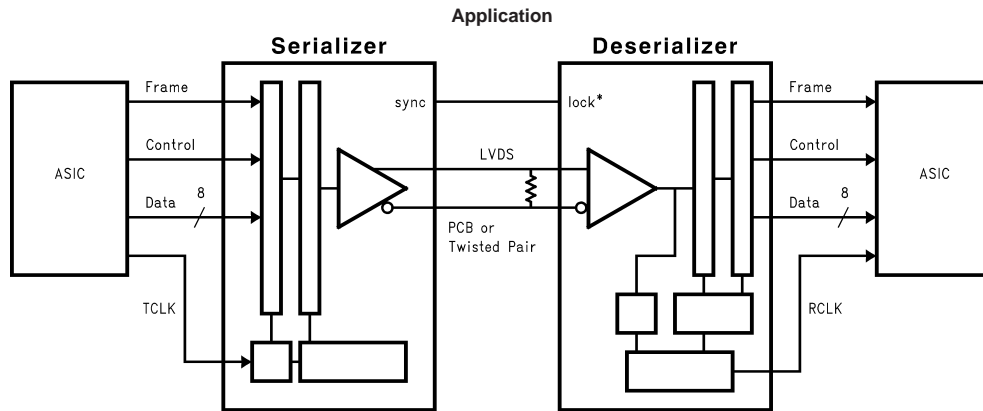 Application
Serializer
Deserializer
ASIC
Frame
Control
Data
8
TCLK
sync
LVDS
PCB or
Twisted Pair
lock*
Frame
Control
Data
8
RCLK
ASIC